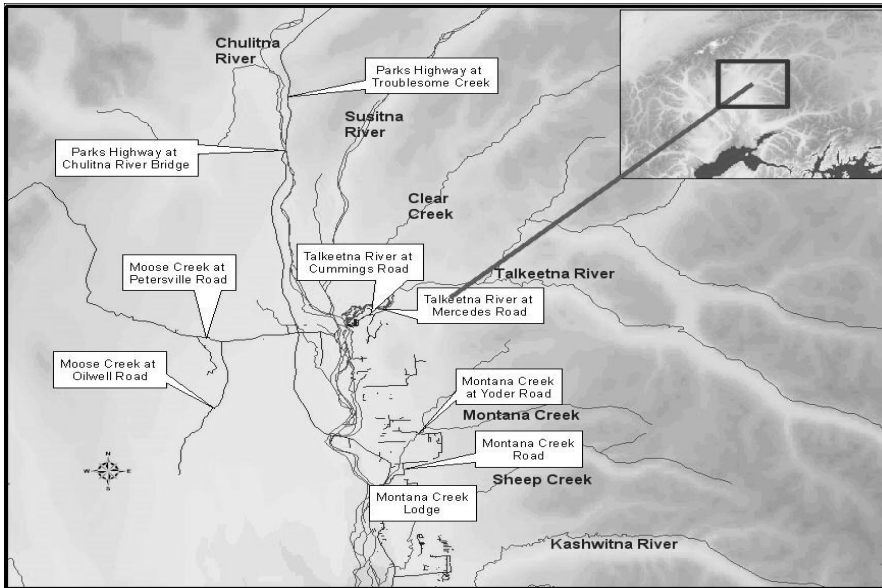 Chulitna
River
Parks Highway at
Troublesome Creek
Susitna
River
Parks Highway at
Chulitna River Bridge
Clear
Creek
Moose Creek at
Petersville Road
Talkeetna River at
Cummings Road
Talkeetna River
Talkeetna River at
Mercedes Road
Moose Creek at
Oilwell Road
Montana Creek
at Yoder Road
Montana Creek
Montana Creek
Road
Sheep Creek
Montana Creek
Lodge
Kashwitna River
N
W
E
S